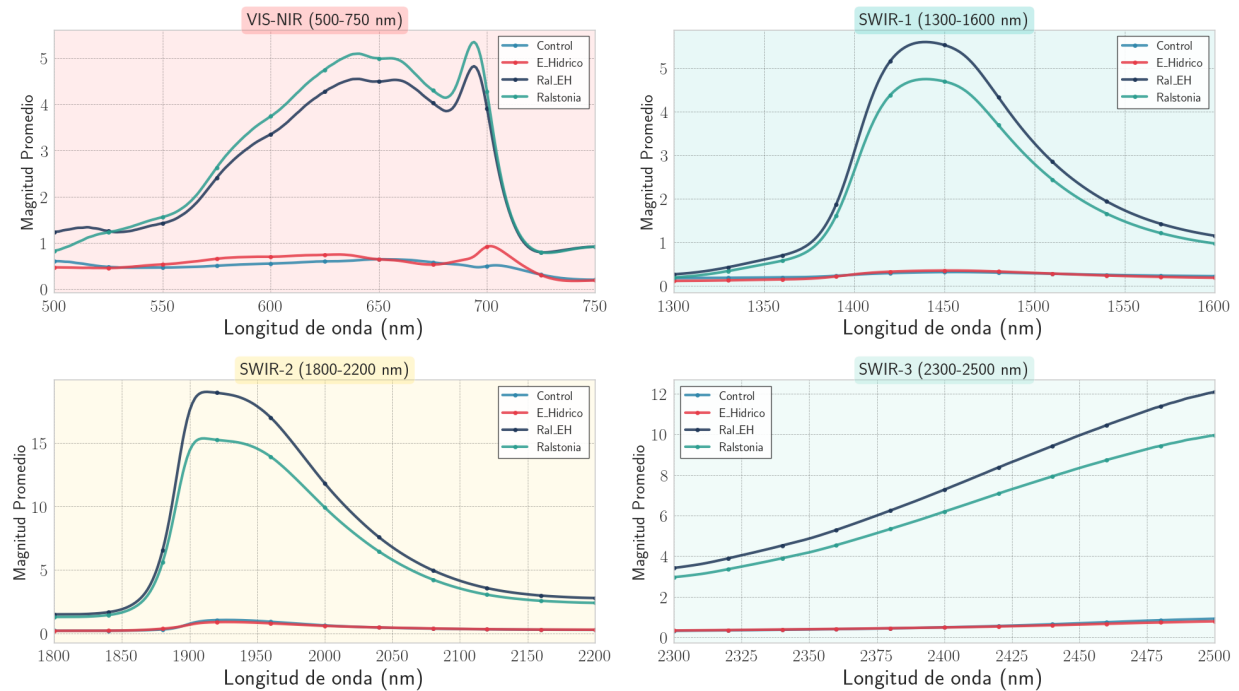 VIS-NIR (500-750 nm)
Magnitud Promedio
5
4
3
2
1
0
Control
E_Hidrico
Ral_EH
Ralstonia
500
550
600
650
700
750
Longitud de onda (nm)
SWIR-1 (1300-1600 nm)
Magnitud Promedio
5
4
3
2
1
0
Control
E_Hidrico
Ral_EH
Ralstonia
1300
1350
1400
1450
1500
1550
1600
Longitud de onda (nm)
SWIR-2 (1800-2200 nm)
Magnitud Promedio
15
10
5
0
Control
E_Hidrico
Ral_EH
Ralstonia
1800
1850
1900
1950
2000
2050
2100
2150
2200
Longitud de onda (nm)
SWIR-3 (2300-2500 nm)
Magnitud Promedio
12
10
8
6
4
2
0
Control
E_Hidrico
Ral_EH
Ralstonia
2300
2325
2350
2375
2400
2425
2450
2475
2500
Longitud de onda (nm)